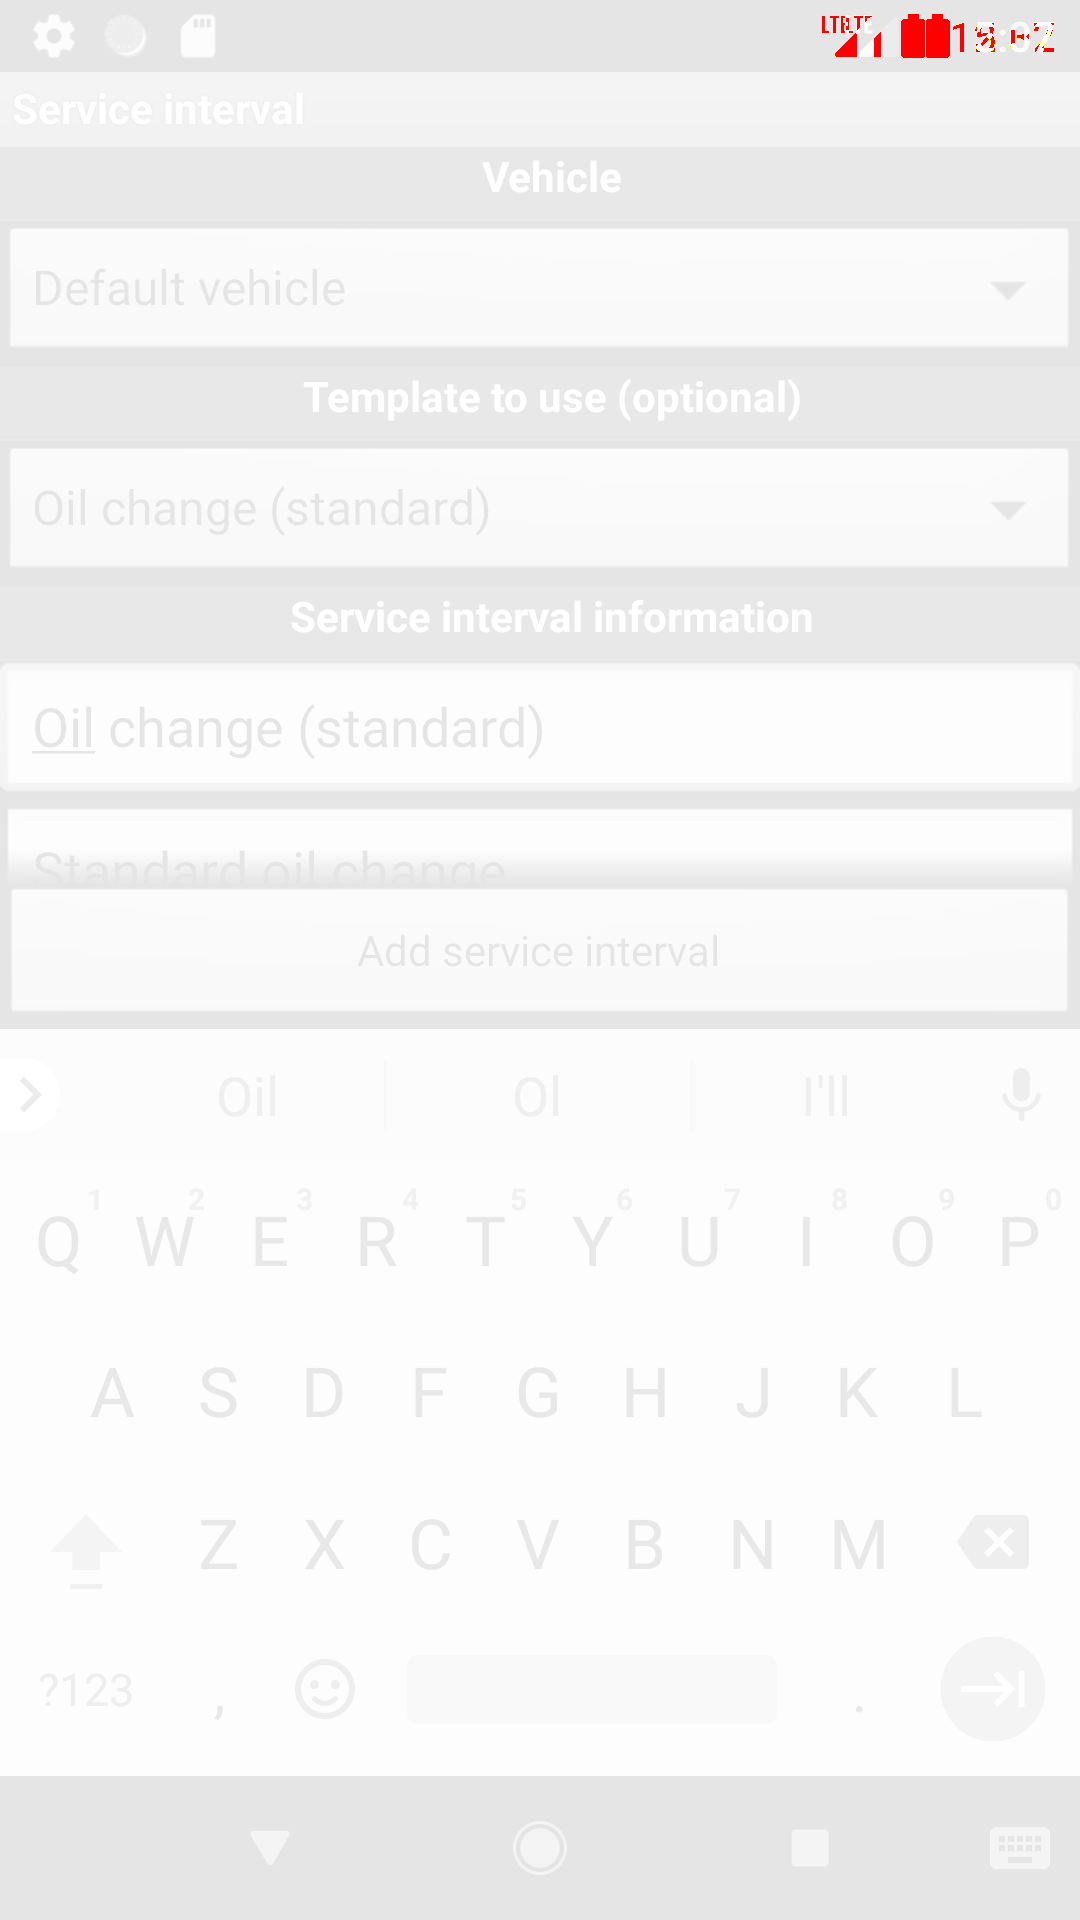 Service interval
Vehicle
Default vehicle
Template to use (optional)
Oil change (standard)
Service interval information
Oil change (standard)
Standard oil change
Add service interval
Oil Ol I'll
1 2 3 4 5 6 7 8 9 0
Q W E R T Y U I O P
A S D F G H J K L
Z X C V B N M
?123 , .